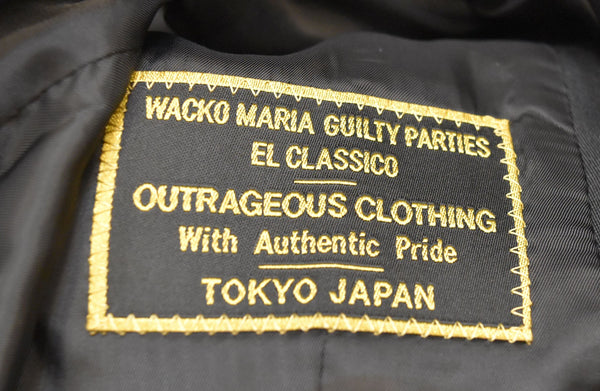 WACKO MARIA GUILTY PARTIES
EL CLASSICO
OUTRAGEOUS CLOTHING
With Authentic Pride
TOKYO JAPAN